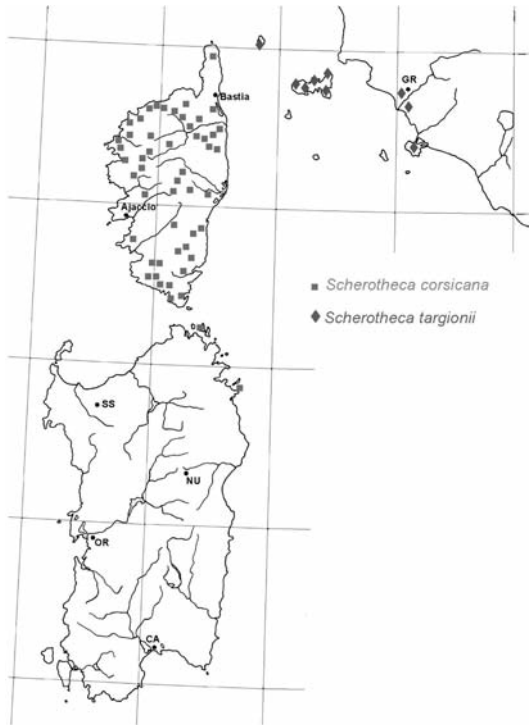 GR
Bastia
Ajaccio
Scherotheca corsicana
Scherotheca targionii
SS
NU
OR
CA